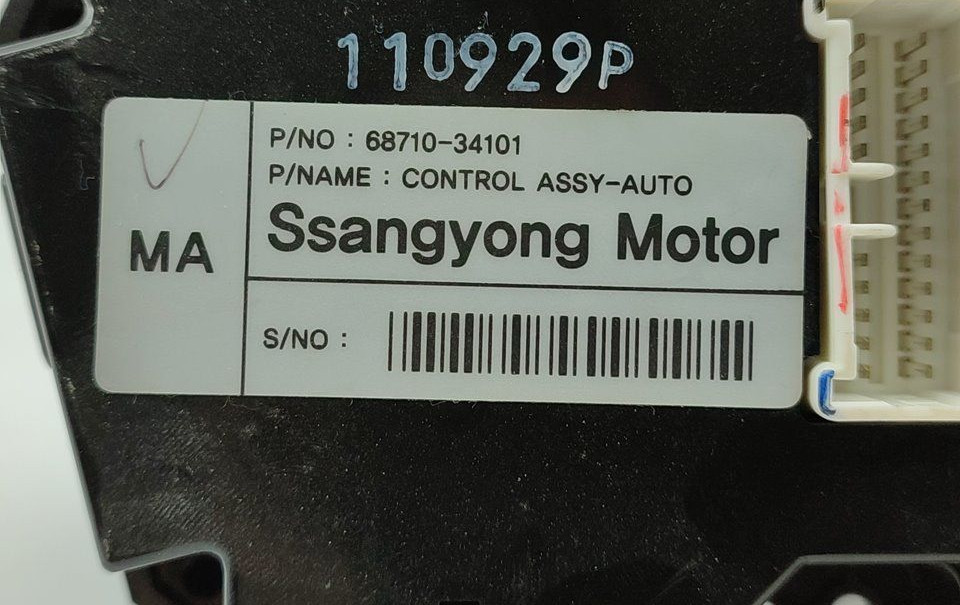 110929P
P/NO : 68710-34101
P/NAME : CONTROL ASSY-AUTO
Ssangyong Motor
MA
S/NO :